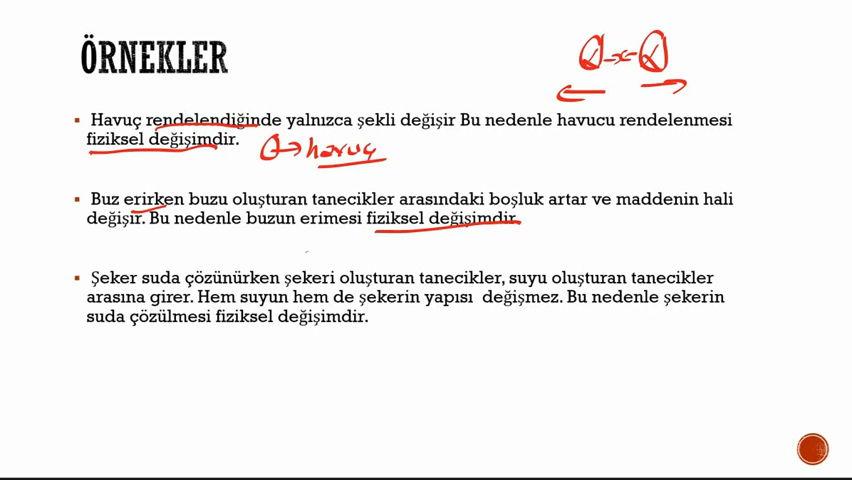 ÖRNEKLER
Havuç rendelendiğinde yalnızca şekli değişir Bu nedenle havucu rendelenmesi
fiziksel değişimdir.
havuç
Buz erirken buzu oluşturan tanecikler arasındaki boşluk artar ve maddenin hali
değişir. Bu nedenle buzun erimesi fiziksel değişimdir.
Şeker suda çözünürken şekeri oluşturan tanecikler, suyu oluşturan tanecikler
arasına girer. Hem suyun hem de şekerin yapısı değişmez. Bu nedenle şekerin
suda çözülmesi fiziksel değişimdir.